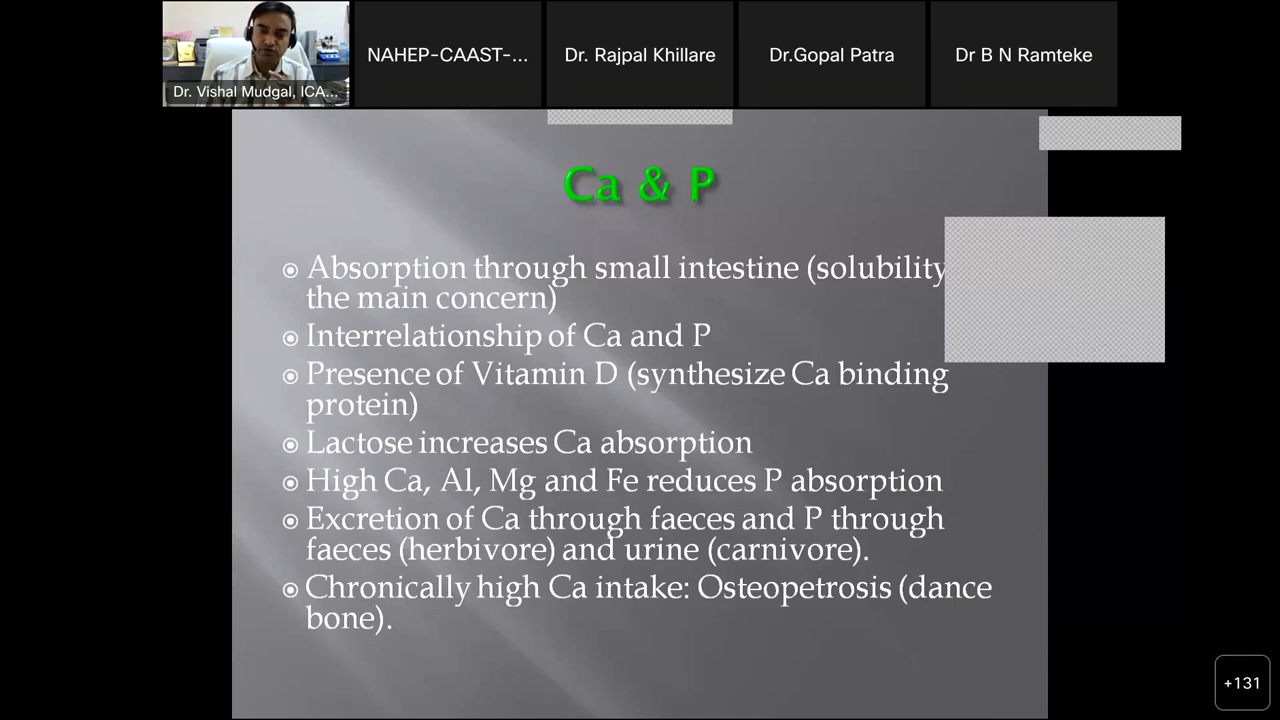 Dr. Vishal Mudgal, ICA...
NAHEP-CAAST-...
Dr. Rajpal Khillare
Dr.Gopal Patra
Dr B N Ramteke
Ca & P
Absorption through small intestine (solubility
the main concern)
Interrelationship of Ca and P
Presence of Vitamin D (synthesize Ca binding
protein)
Lactose increases Ca absorption
High Ca, Al, Mg and Fe reduces P absorption
Excretion of Ca through faeces and P through
faeces (herbivore) and urine (carnivore).
Chronically high Ca intake: Osteopetrosis (dance
bone).
+131